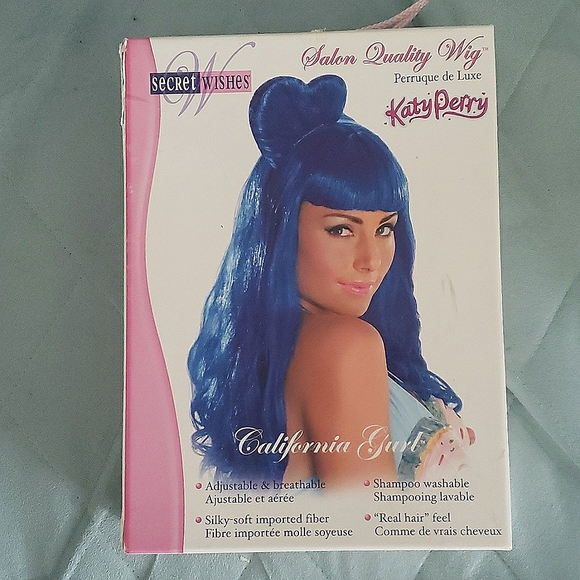 Salon Quality Wig™
Perruque de Luxe
Katy Perry
W
secret WISHES
California Gurl
Adjustable & breathable
Ajustable et aérée
Silky-soft imported fiber
Fibre importée molle soyeuse
Shampoo washable
Shampooing lavable
"Real hair" feel
Comme de vrais cheveux